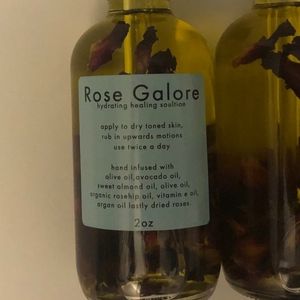 Rose Galore
hydrating healing soultion
apply to dry toned skin,
rub in upwards motions
use twice a day
hand infused with
olive oil,avocado oil,
sweet almond oil, olive oil,
organic rosehip oil, vitamin e oil,
argan oil lastly dried roses.
2oz